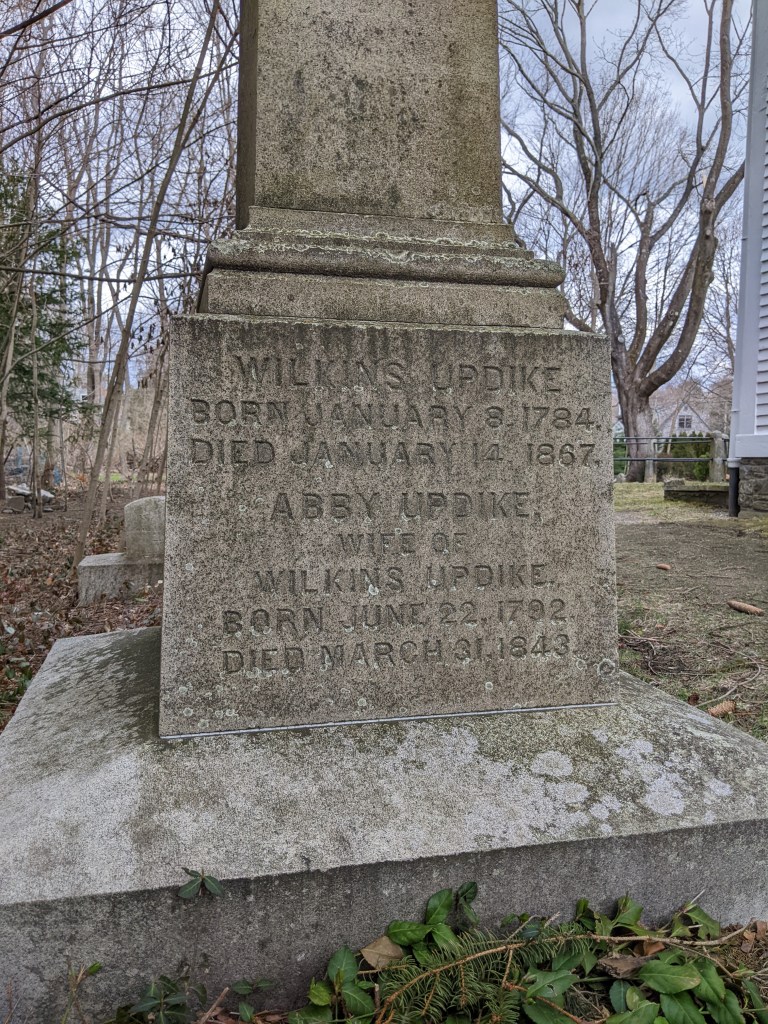 WILKINS UPDIKE
BORN JANUARY 8, 1784.
DIED JANUARY 14, 1867.
ABBY UPDIKE,
WIFE OF
WILKINS UPDIKE.
BORN JUNE 22, 1792
DIED MARCH 31, 1843.